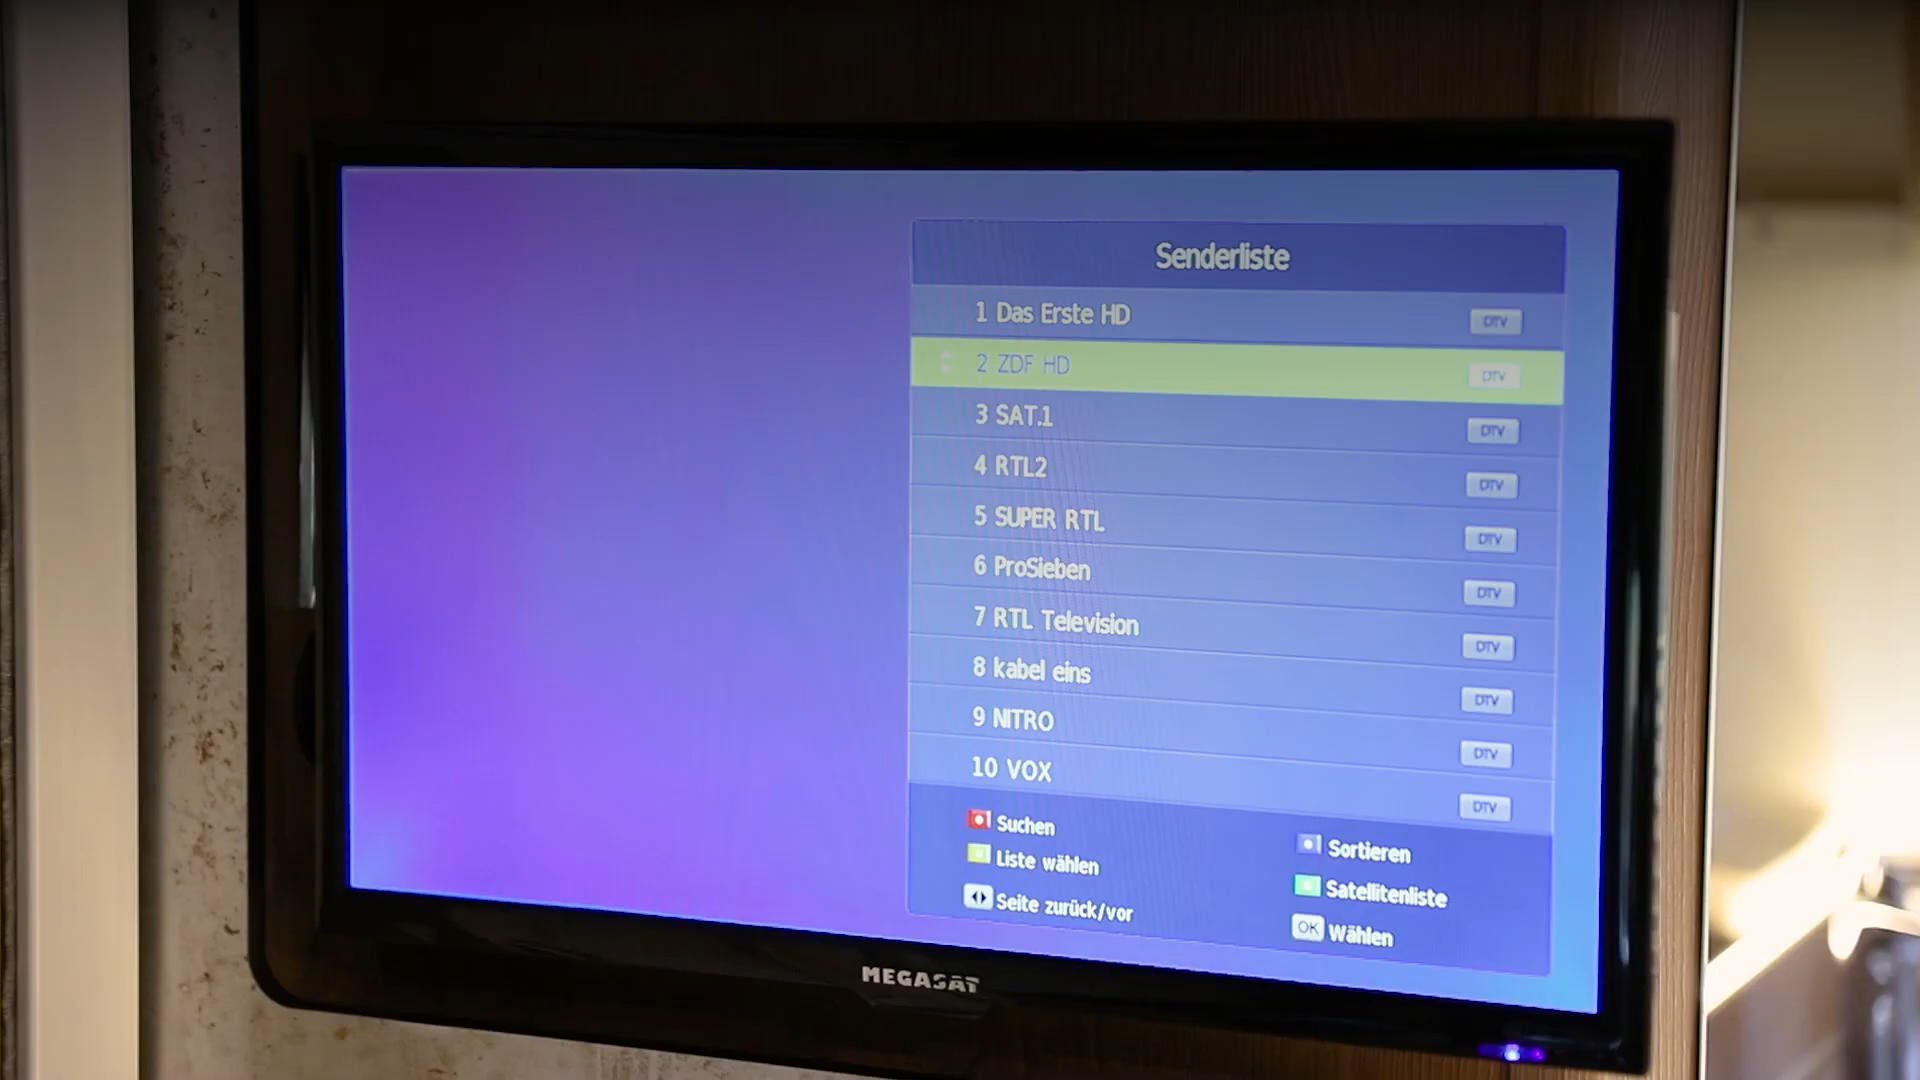 Senderliste
1 Das Erste HD DTV
2 ZDF HD DTV
3 SAT.1 DTV
4 RTL2 DTV
5 SUPER RTL DTV
6 ProSieben DTV
7 RTL Television DTV
8 kabel eins DTV
9 NITRO DTV
10 VOX DTV
Suchen Sortieren
Liste wählen Satellitenliste
Seite zurück/vor OK Wählen
MEGASAT